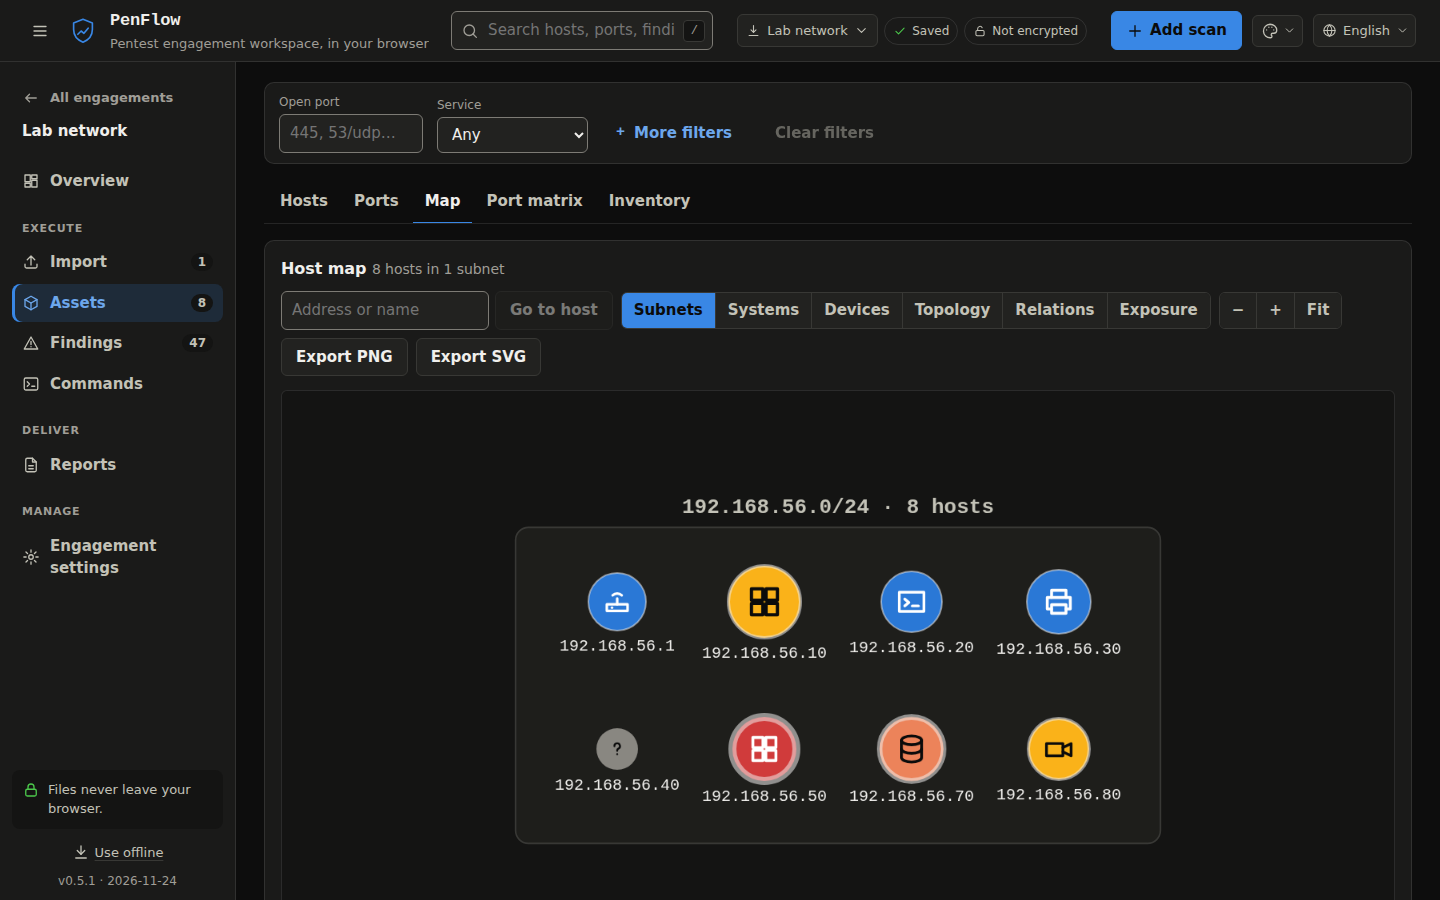 PenFlow
Pentest engagement workspace, in your browser
Search hosts, ports, findi
/
Lab network
Saved
Not encrypted
Add scan
English
All engagements
Lab network
Overview
EXECUTE
Import 1
Assets 8
Findings 47
Commands
DELIVER
Reports
MANAGE
Engagement
settings
Files never leave your
browser.
Use offline
v0.5.1 · 2026-11-24
Open port
445, 53/udp…
Service
Any
+ More filters
Clear filters
Hosts Ports Map Port matrix Inventory
Host map 8 hosts in 1 subnet
Address or name
Go to host
Subnets Systems Devices Topology Relations Exposure
− + Fit
Export PNG Export SVG
192.168.56.0/24 · 8 hosts
192.168.56.1 192.168.56.10 192.168.56.20 192.168.56.30
?
192.168.56.40 192.168.56.50 192.168.56.70 192.168.56.80